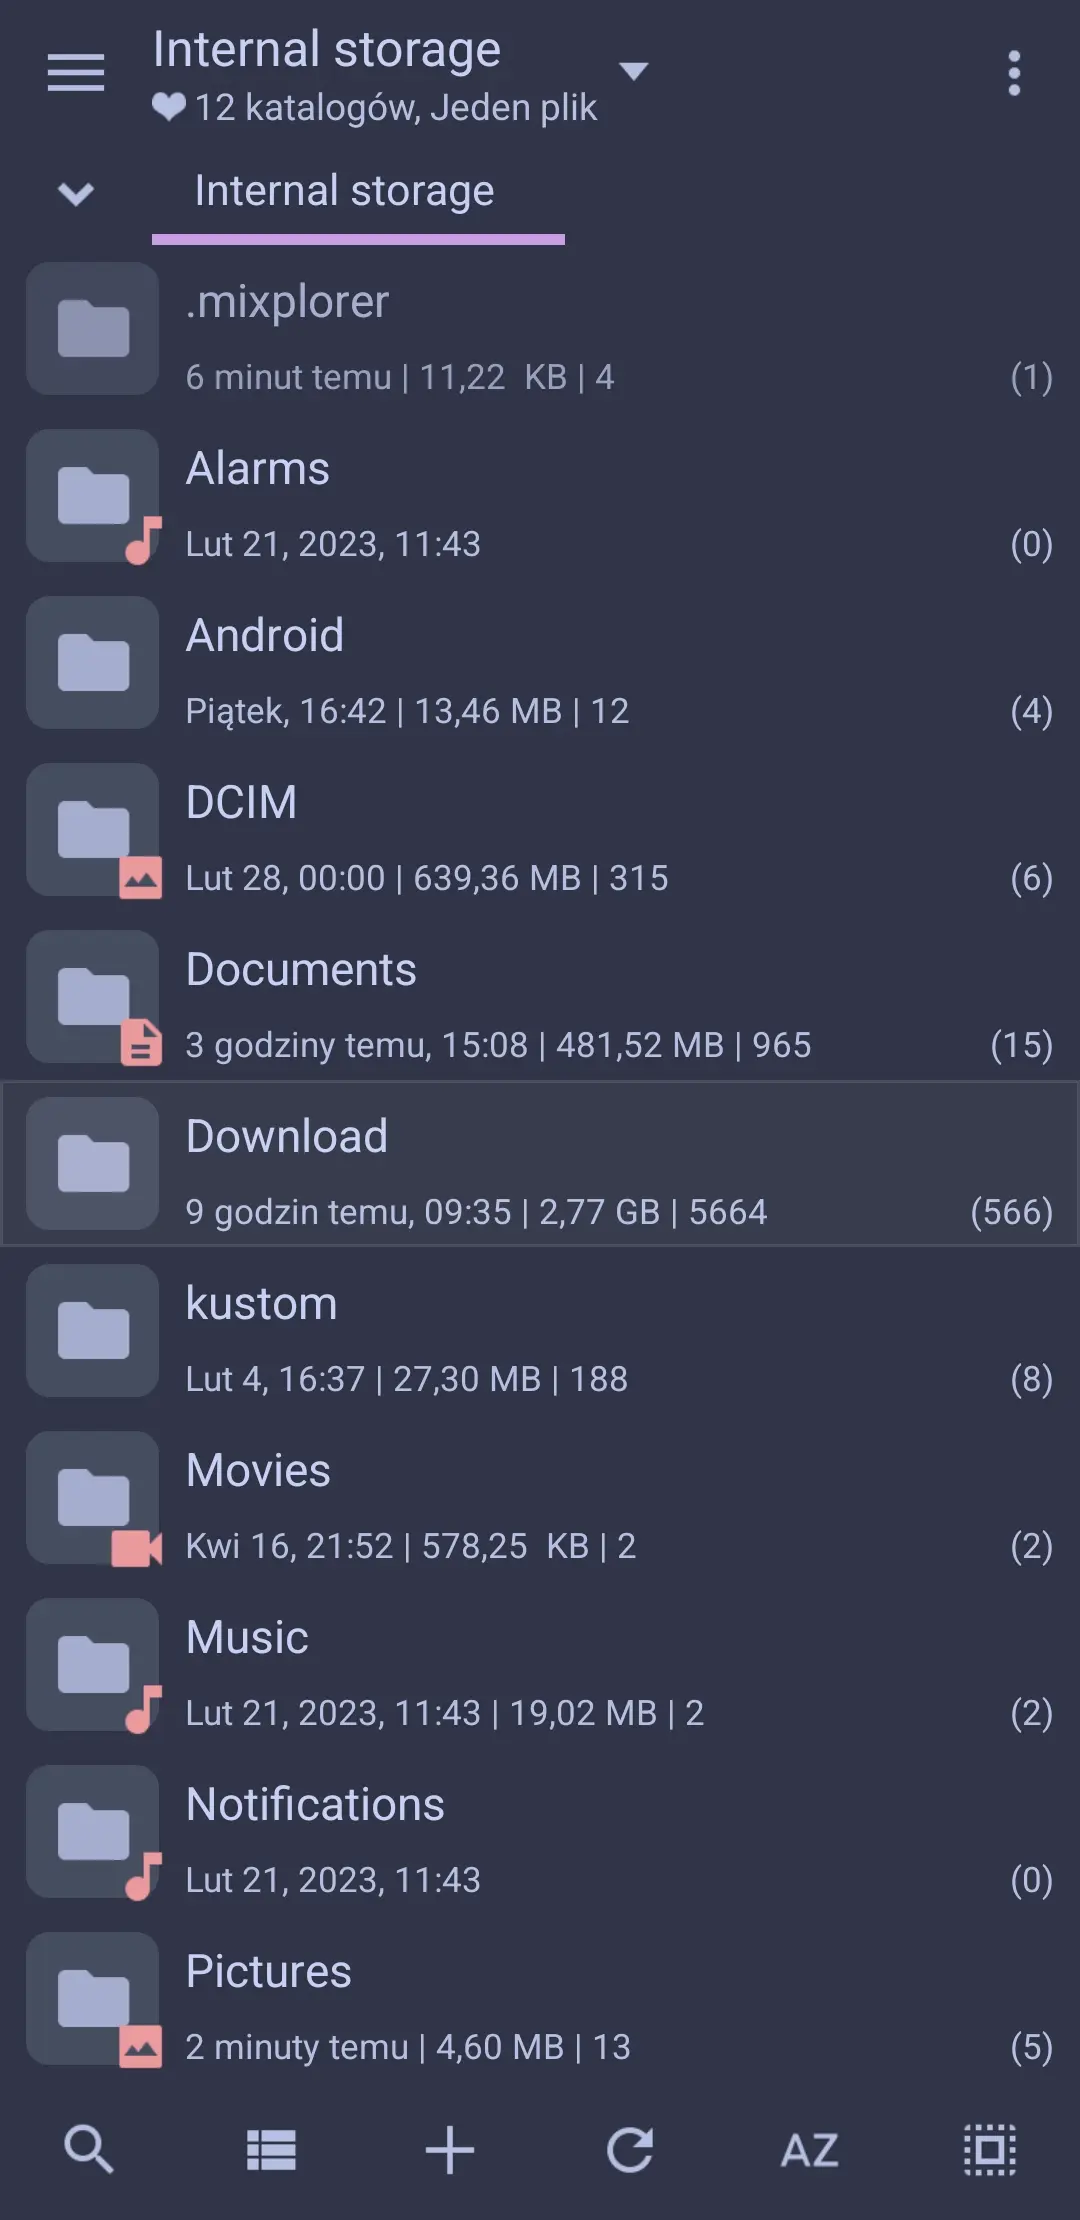 Internal storage
12 katalogów, Jeden plik
Internal storage
.mixplorer
6 minut temu | 11,22 KB | 4 (1)
Alarms
Lut 21, 2023, 11:43 (0)
Android
Piątek, 16:42 | 13,46 MB | 12 (4)
DCIM
Lut 28, 00:00 | 639,36 MB | 315 (6)
Documents
3 godziny temu, 15:08 | 481,52 MB | 965 (15)
Download
9 godzin temu, 09:35 | 2,77 GB | 5664 (566)
kustom
Lut 4, 16:37 | 27,30 MB | 188 (8)
Movies
Kwi 16, 21:52 | 578,25 KB | 2 (2)
Music
Lut 21, 2023, 11:43 | 19,02 MB | 2 (2)
Notifications
Lut 21, 2023, 11:43 (0)
Pictures
2 minuty temu | 4,60 MB | 13 (5)
AZ